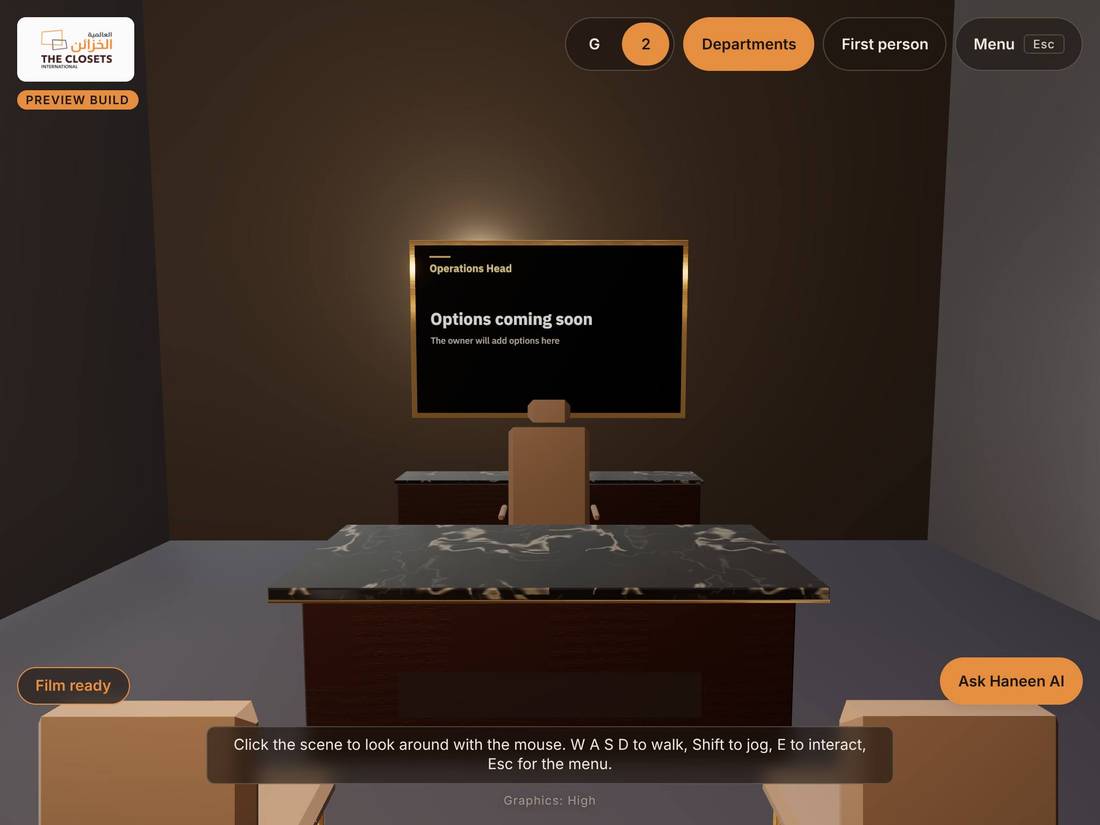 العالمية
الخزائن
THE CLOSETS
INTERNATIONAL
PREVIEW BUILD
G
2
Departments
First person
Menu
Esc
Operations Head
Options coming soon
The owner will add options here
Film ready
Ask Haneen AI
Click the scene to look around with the mouse. W A S D to walk, Shift to jog, E to interact,
Esc for the menu.
Graphics: High